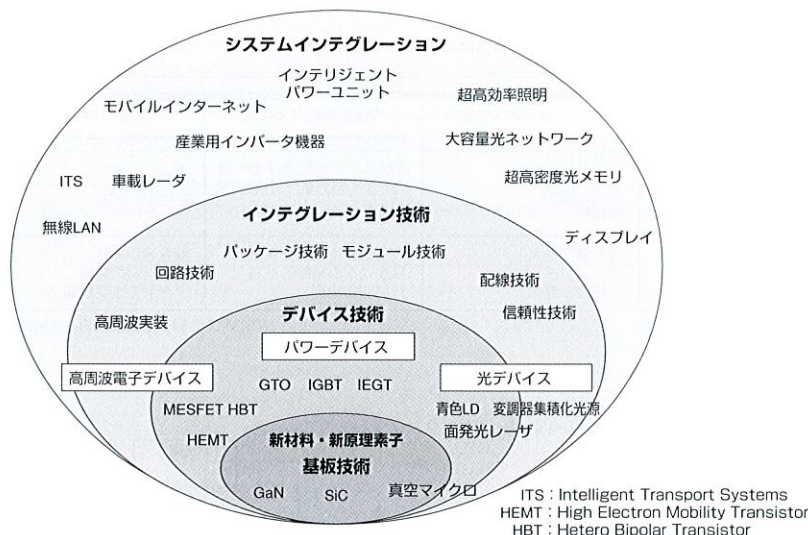 システムインテグレーション
インテリジェント
パワーユニット
超高効率照明
モバイルインターネット
産業用インバータ機器
大容量光ネットワーク
ITS
車載レーダ
超高密度光メモリ
無線LAN
インテグレーション技術
ディスプレイ
パッケージ技術 モジュール技術
回路技術
配線技術
高周波実装
デバイス技術
信頼性技術
パワーデバイス
高周波電子デバイス
光デバイス
GTO IGBT IEGT
MESFET HBT
青色LD 変調器集積化光源
面発光レーザ
HEMT
新材料・新原理素子
基板技術
GaN
SiC
真空マイクロ
ITS : Intelligent Transport Systems
HEMT : High Electron Mobility Transistor
HBT : Hetero Bipolar Transistor